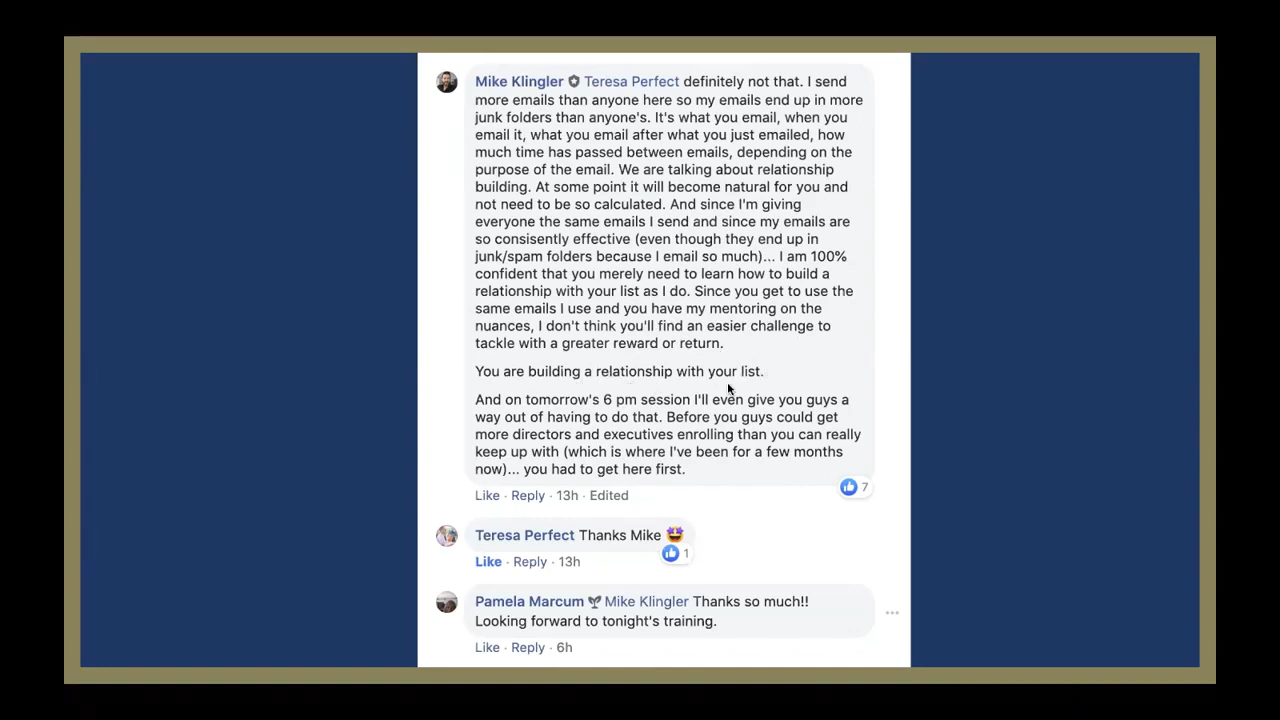 Mike Klingler Teresa Perfect definitely not that. I send
more emails than anyone here so my emails end up in more
junk folders than anyone's. It's what you email, when you
email it, what you email after what you just emailed, how
much time has passed between emails, depending on the
purpose of the email. We are talking about relationship
building. At some point it will become natural for you and
not need to be so calculated. And since I'm giving
everyone the same emails I send and since my emails are
so consisently effective (even though they end up in
junk/spam folders because I email so much)... I am 100%
confident that you merely need to learn how to build a
relationship with your list as I do. Since you get to use the
same emails I use and you have my mentoring on the
nuances, I don't think you'll find an easier challenge to
tackle with a greater reward or return.
You are building a relationship with your list.
And on tomorrow's 6 pm session I'll even give you guys a
way out of having to do that. Before you guys could get
more directors and executives enrolling than you can really
keep up with (which is where I've been for a few months
now)... you had to get here first.
7
Like · Reply · 13h · Edited
Teresa Perfect Thanks Mike 🤩
1
Like · Reply · 13h
Pamela Marcum Mike Klingler Thanks so much!!
Looking forward to tonight's training.
Like · Reply · 6h